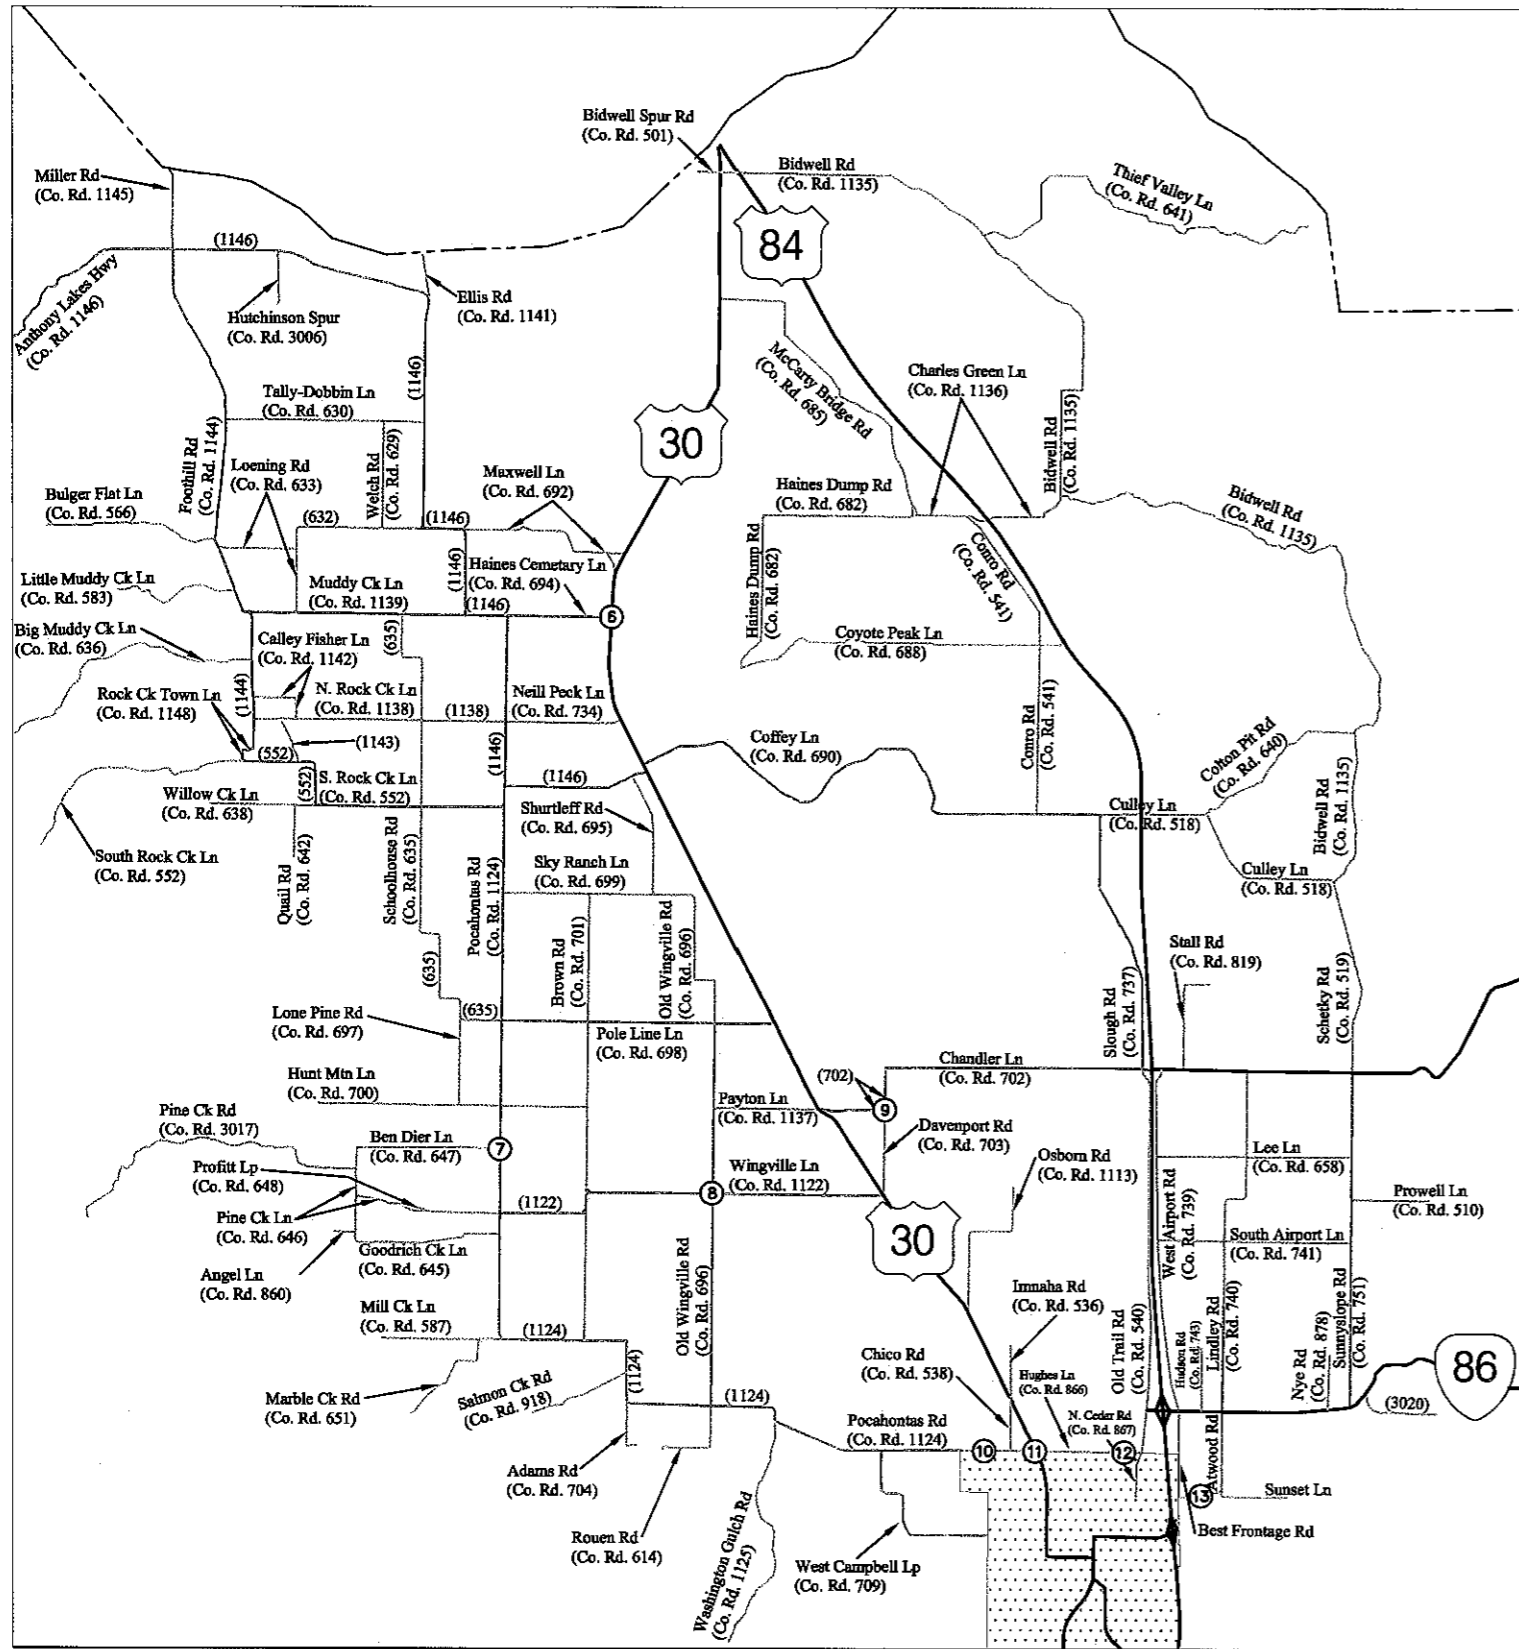 Bidwell Spur Rd
(Co. Rd. 501)
Miller Rd
(Co. Rd. 1145)
Bidwell Rd
(Co. Rd. 1135)
Thief Valley Ln
(Co. Rd. 641)
84
(1146)
Anthony Lakes Hwy
(Co. Rd. 1146)
Hutchinson Spur
(Co. Rd. 3006)
Ellis Rd
(Co. Rd. 1141)
(1146)
McCarty Bridge Rd
(Co. Rd. 685)
Charles Green Ln
(Co. Rd. 1136)
Tally-Dobbin Ln
(Co. Rd. 630)
30
Foothill Rd
(Co. Rd. 1144)
Welch Rd
(Co. Rd. 629)
Bidwell Rd
(Co. Rd. 1135)
Loening Rd
(Co. Rd. 633)
Maxwell Ln
(Co. Rd. 692)
Haines Dump Rd
(Co. Rd. 682)
Bidwell Rd
(Co. Rd. 1135)
Bulger Flat Ln
(Co. Rd. 566)
(632)
(1146)
Haines Dump Rd
(Co. Rd. 682)
Conro Rd
(Co. Rd. 541)
(1146)
Haines Cemetary Ln
(Co. Rd. 694)
Little Muddy Ck Ln
(Co. Rd. 583)
Muddy Ck Ln
(Co. Rd. 1139)
(1146)
6
Big Muddy Ck Ln
(Co. Rd. 636)
Calley Fisher Ln
(Co. Rd. 1142)
(635)
Coyote Peak Ln
(Co. Rd. 688)
Rock Ck Town Ln
(Co. Rd. 1148)
(1144)
N. Rock Ck Ln
(Co. Rd. 1138)
(1138)
Neill Peck Ln
(Co. Rd. 734)
Conro Rd
(Co. Rd. 541)
(1143)
(552)
(1146)
Coffey Ln
(Co. Rd. 690)
Colton Pit Rd
(Co. Rd. 640)
(552)
S. Rock Ck Ln
(Co. Rd. 552)
(1146)
Bidwell Rd
(Co. Rd. 1135)
Willow Ck Ln
(Co. Rd. 638)
Shurtleff Rd
(Co. Rd. 695)
Culley Ln
(Co. Rd. 518)
South Rock Ck Ln
(Co. Rd. 552)
Quail Rd
(Co. Rd. 642)
Schoolhouse Rd
(Co. Rd. 635)
Pocahontas Rd
(Co. Rd. 1124)
Sky Ranch Ln
(Co. Rd. 699)
Culley Ln
(Co. Rd. 518)
(635)
Brown Rd
(Co. Rd. 701)
Old Wingville Rd
(Co. Rd. 696)
Stall Rd
(Co. Rd. 819)
Slough Rd
(Co. Rd. 737)
Schetky Rd
(Co. Rd. 519)
Lone Pine Rd
(Co. Rd. 697)
(635)
Pole Line Ln
(Co. Rd. 698)
Hunt Mtn Ln
(Co. Rd. 700)
(702)
Chandler Ln
(Co. Rd. 702)
Pine Ck Rd
(Co. Rd. 3017)
Payton Ln
(Co. Rd. 1137)
9
Davenport Rd
(Co. Rd. 703)
Ben Dier Ln
(Co. Rd. 647)
7
Osborn Rd
(Co. Rd. 1113)
Lee Ln
(Co. Rd. 658)
Profitt Lp
(Co. Rd. 648)
Wingville Ln
(Co. Rd. 1122)
8
(1122)
West Airport Rd
(Co. Rd. 739)
Prowell Ln
(Co. Rd. 510)
Pine Ck Ln
(Co. Rd. 646)
30
Goodrich Ck Ln
(Co. Rd. 645)
South Airport Ln
(Co. Rd. 741)
Angel Ln
(Co. Rd. 860)
Old Wingville Rd
(Co. Rd. 696)
Imnaha Rd
(Co. Rd. 536)
Mill Ck Ln
(Co. Rd. 587)
(1124)
Old Trail Rd
(Co. Rd. 540)
Hudson Rd
(Co. Rd. 743)
Lindley Rd
(Co. Rd. 740)
Nye Rd
(Co. Rd. 878)
Sunnyslope Rd
(Co. Rd. 751)
Chico Rd
(Co. Rd. 538)
Hughes Ln
(Co. Rd. 866)
86
(1124)
Marble Ck Rd
(Co. Rd. 651)
Salmon Ck Rd
(Co. Rd. 918)
(1124)
Pocahontas Rd
(Co. Rd. 1124)
N. Ceder Rd
(Co. Rd. 867)
(3020)
10
11
12
Atwood Rd
Adams Rd
(Co. Rd. 704)
13
Sunset Ln
Rouen Rd
(Co. Rd. 614)
Washington Gulch Rd
(Co. Rd. 1125)
West Campbell Lp
(Co. Rd. 709)
Best Frontage Rd